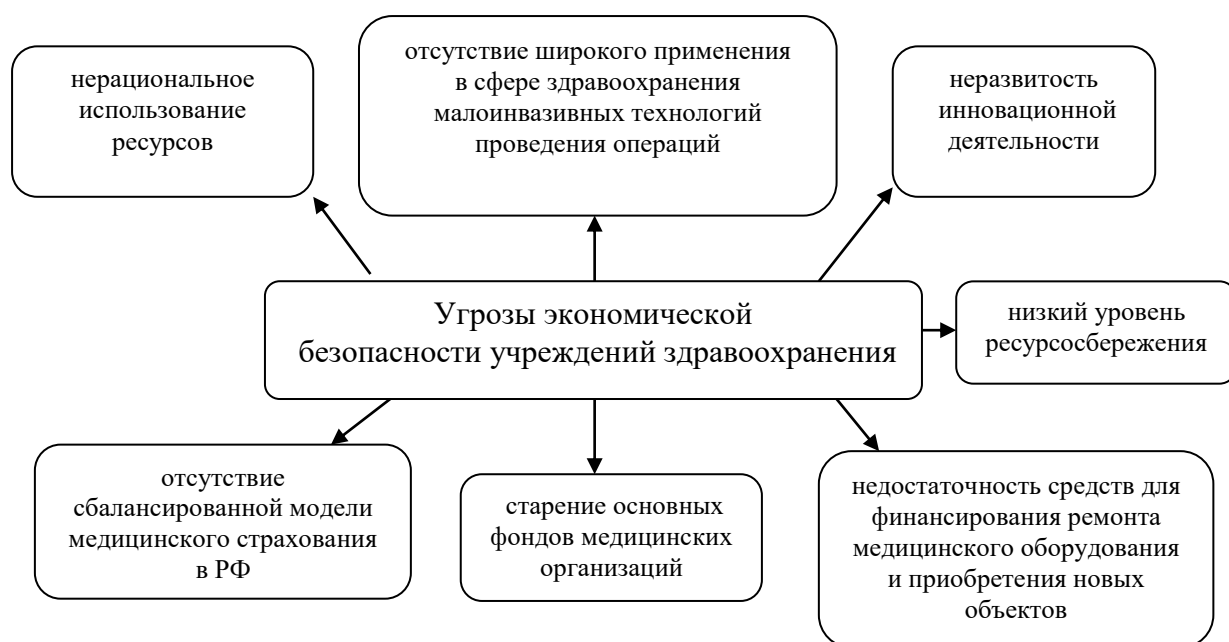 нерациональное
использование
ресурсов
отсутствие широкого применения
в сфере здравоохранения
малоинвазивных технологий
проведения операций
неразвитость
инновационной
деятельности
Угрозы экономической
безопасности учреждений здравоохранения
низкий уровень
ресурсосбережения
отсутствие
сбалансированной модели
медицинского страхования
в РФ
старение основных
фондов медицинских
организаций
недостаточность средств для
финансирования ремонта
медицинского оборудования
и приобретения новых
объектов